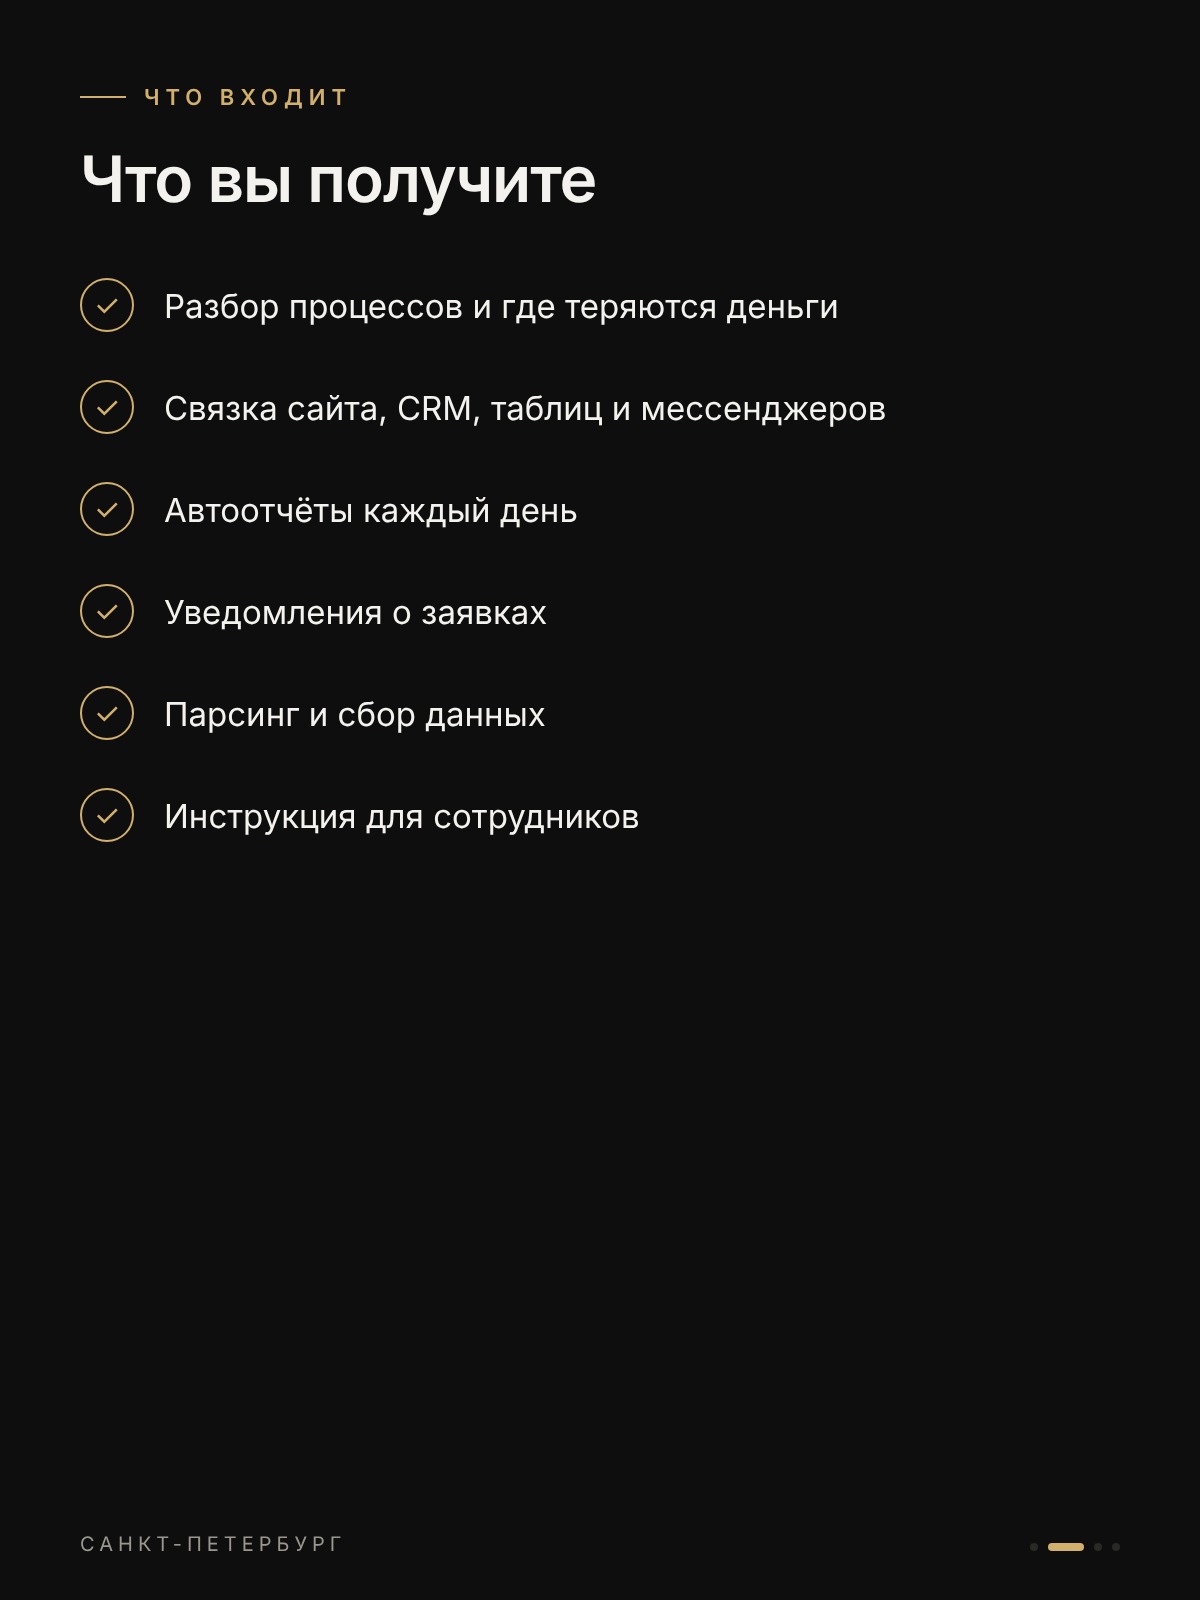 ЧТО ВХОДИТ
Что вы получите
Разбор процессов и где теряются деньги
Связка сайта, CRM, таблиц и мессенджеров
Автоотчёты каждый день
Уведомления о заявках
Парсинг и сбор данных
Инструкция для сотрудников
САНКТ-ПЕТЕРБУРГ